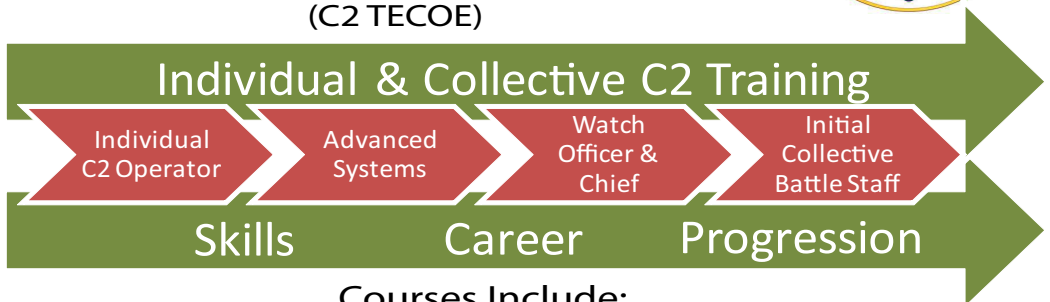 (C2 TECOE)
Individual & Collective C2 Training
Individual
C2 Operator
Advanced
Systems
Watch
Officer &
Chief
Initial
Collective
Battle Staff
Skills Career Progression
Courses Include: